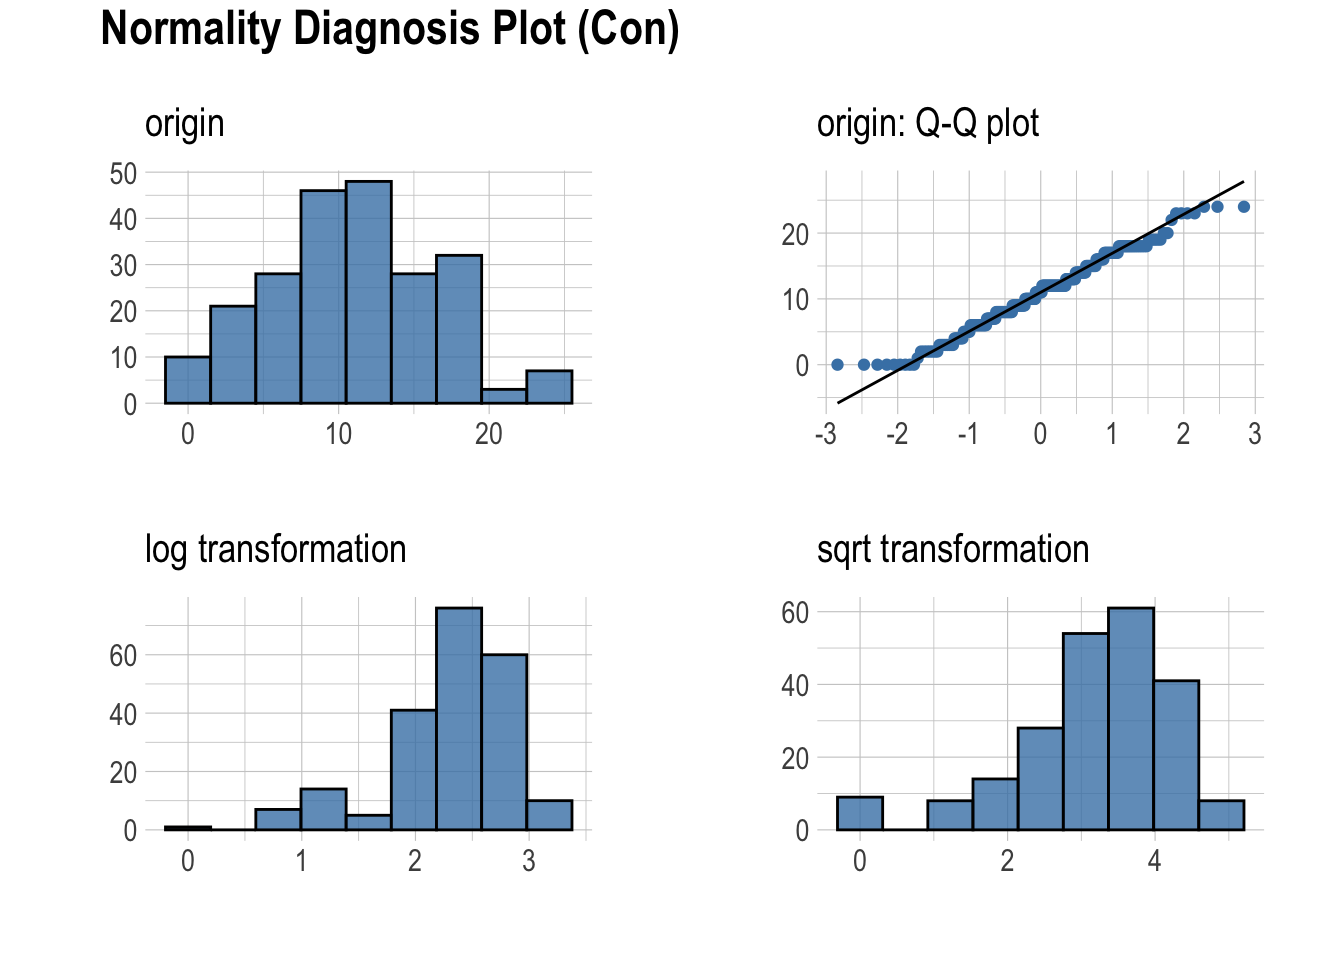 Normality Diagnosis Plot (Con)
origin
50
40
30
20
10
0
0 10 20
origin: Q-Q plot
20
10
0
-3 -2 -1 0 1 2 3
log transformation
60
40
20
0
0 1 2 3
sqrt transformation
60
40
20
0
0 2 4